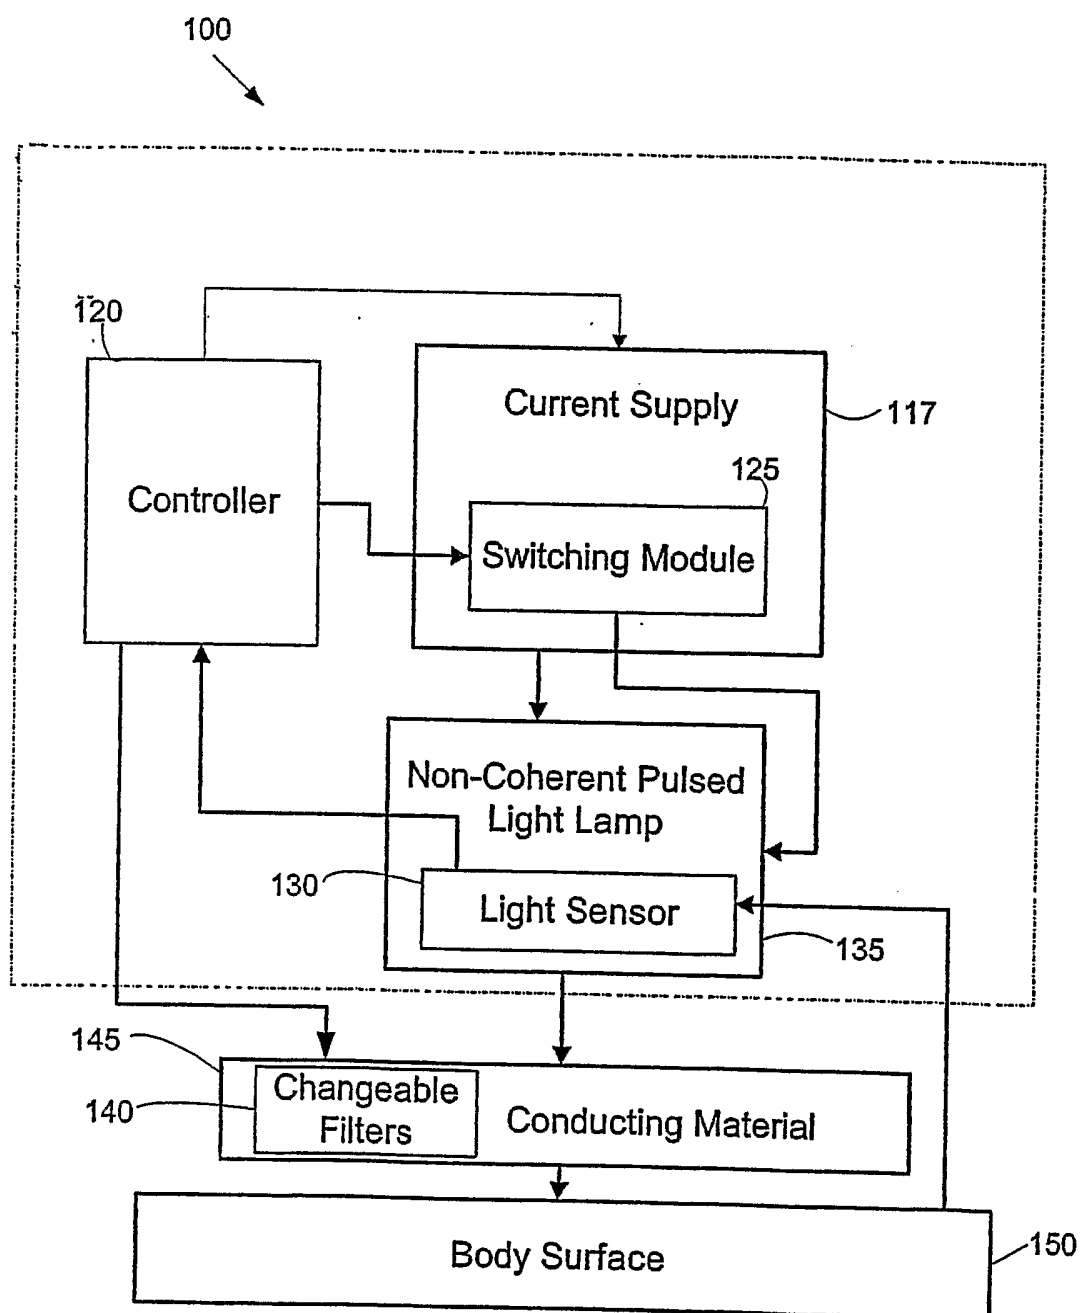 100
120
Current Supply
117
Controller
125
Switching Module
Non-Coherent Pulsed
Light Lamp
130
Light Sensor
135
145
Changeable
Filters
140
Conducting Material
Body Surface
150